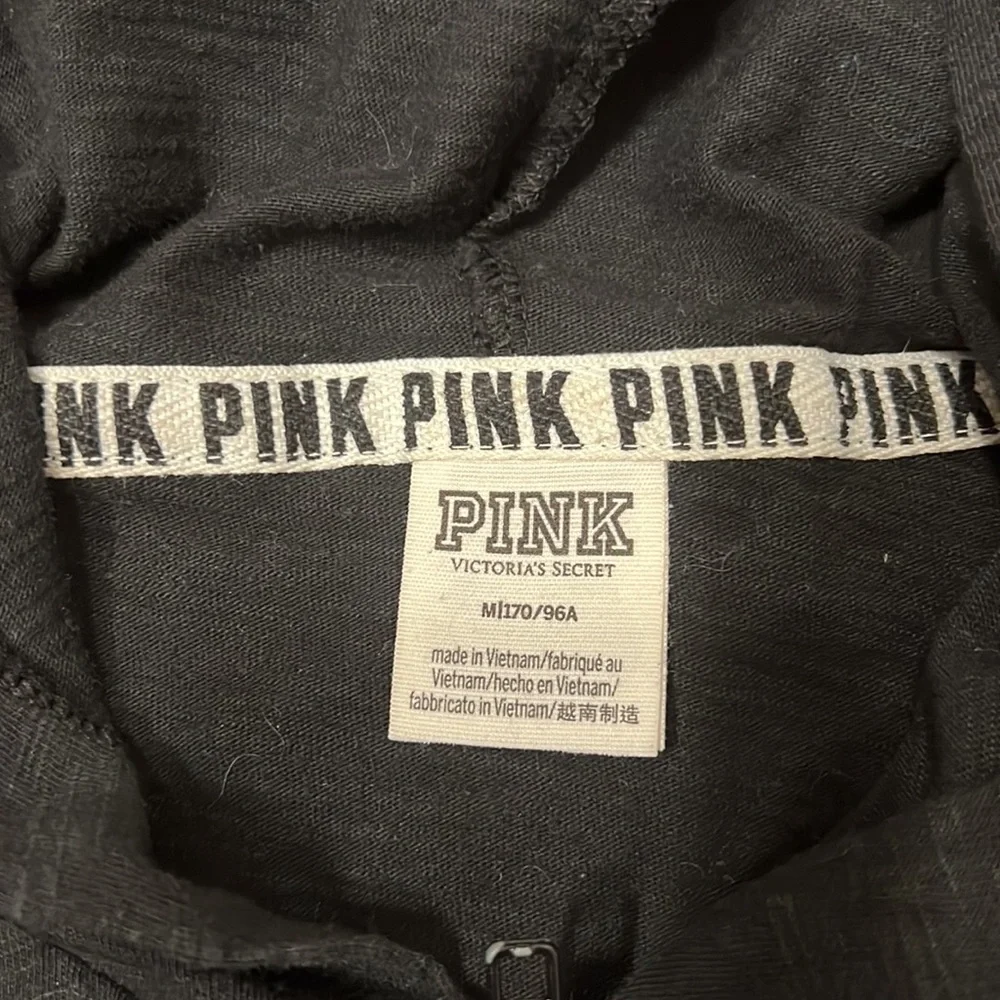 INK PINK PINK PINK PINK
PINK
VICTORIA'S SECRET
M|170/96A
made in Vietnam/fabriqué au
Vietnam/hecho en Vietnam/
fabbricato in Vietnam/越南制造